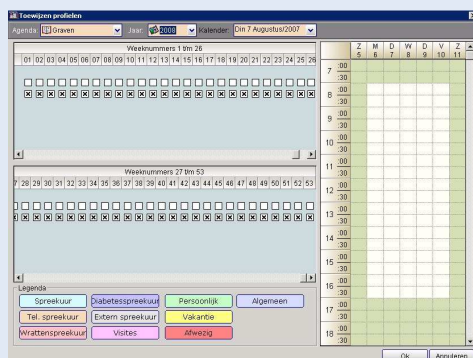 Toewijzen profielen
Agenda: Graven Jaar: 2008 Kalender: Din 7 Augustus/2007
Weeknummers 1 t/m 26
01 02 03 04 05 06 07 08 09 10 11 12 13 14 15 16 17 18 19 20 21 22 23 24 25 26
Weeknummers 27 t/m 53
7 28 29 30 31 32 33 34 35 36 37 38 39 40 41 42 43 44 45 46 47 48 49 50 51 52 53
Legenda
Spreekuur Diabetesspreekuur Persoonlijk Algemeen
Tel. spreekuur Extern spreekuur Vakantie
Wrattenspreekuur Visites Afwezig
Z M D W D V Z
5 6 7 8 9 10 11
7 :00
:30
8 :00
:30
9 :00
:30
10 :00
:30
11 :00
:30
12 :00
:30
13 :00
:30
14 :00
:30
15 :00
:30
16 :00
:30
17 :00
:30
18 :00
:30
Ok Annuleren